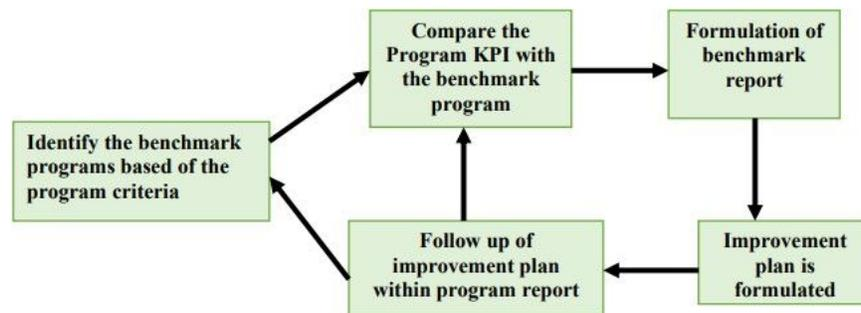 Identify the benchmark
programs based of the
program criteria
Compare the
Program KPI with
the benchmark
program
Formulation of
benchmark
report
Improvement
plan is
formulated
Follow up of
improvement plan
within program report